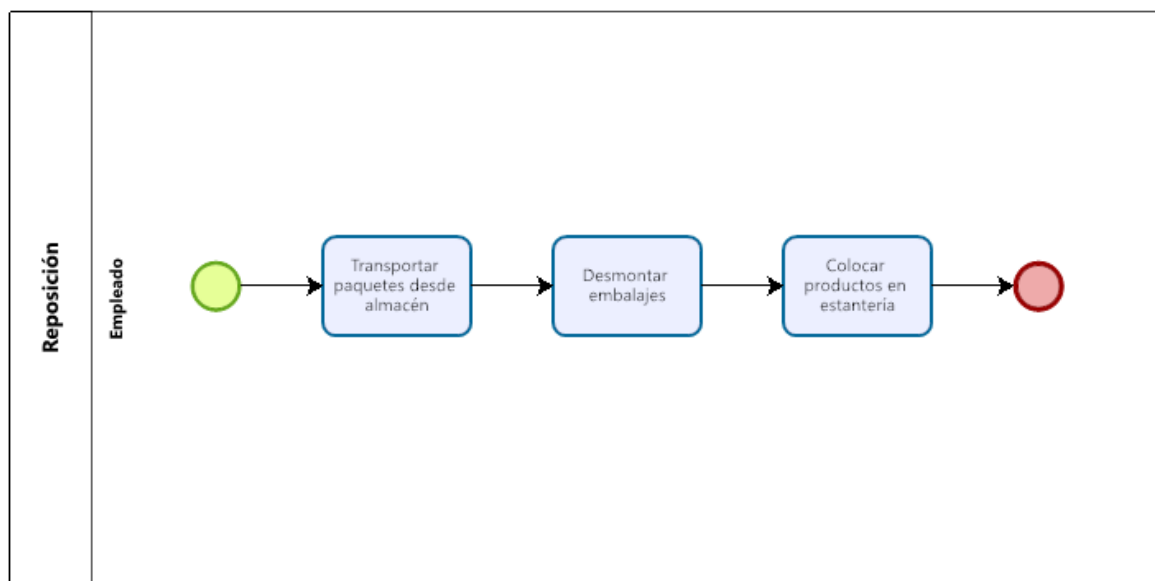 Reposición
Empleado
Transportar
paquetes desde
almacén
Desmontar
embalajes
Colocar
productos en
estantería